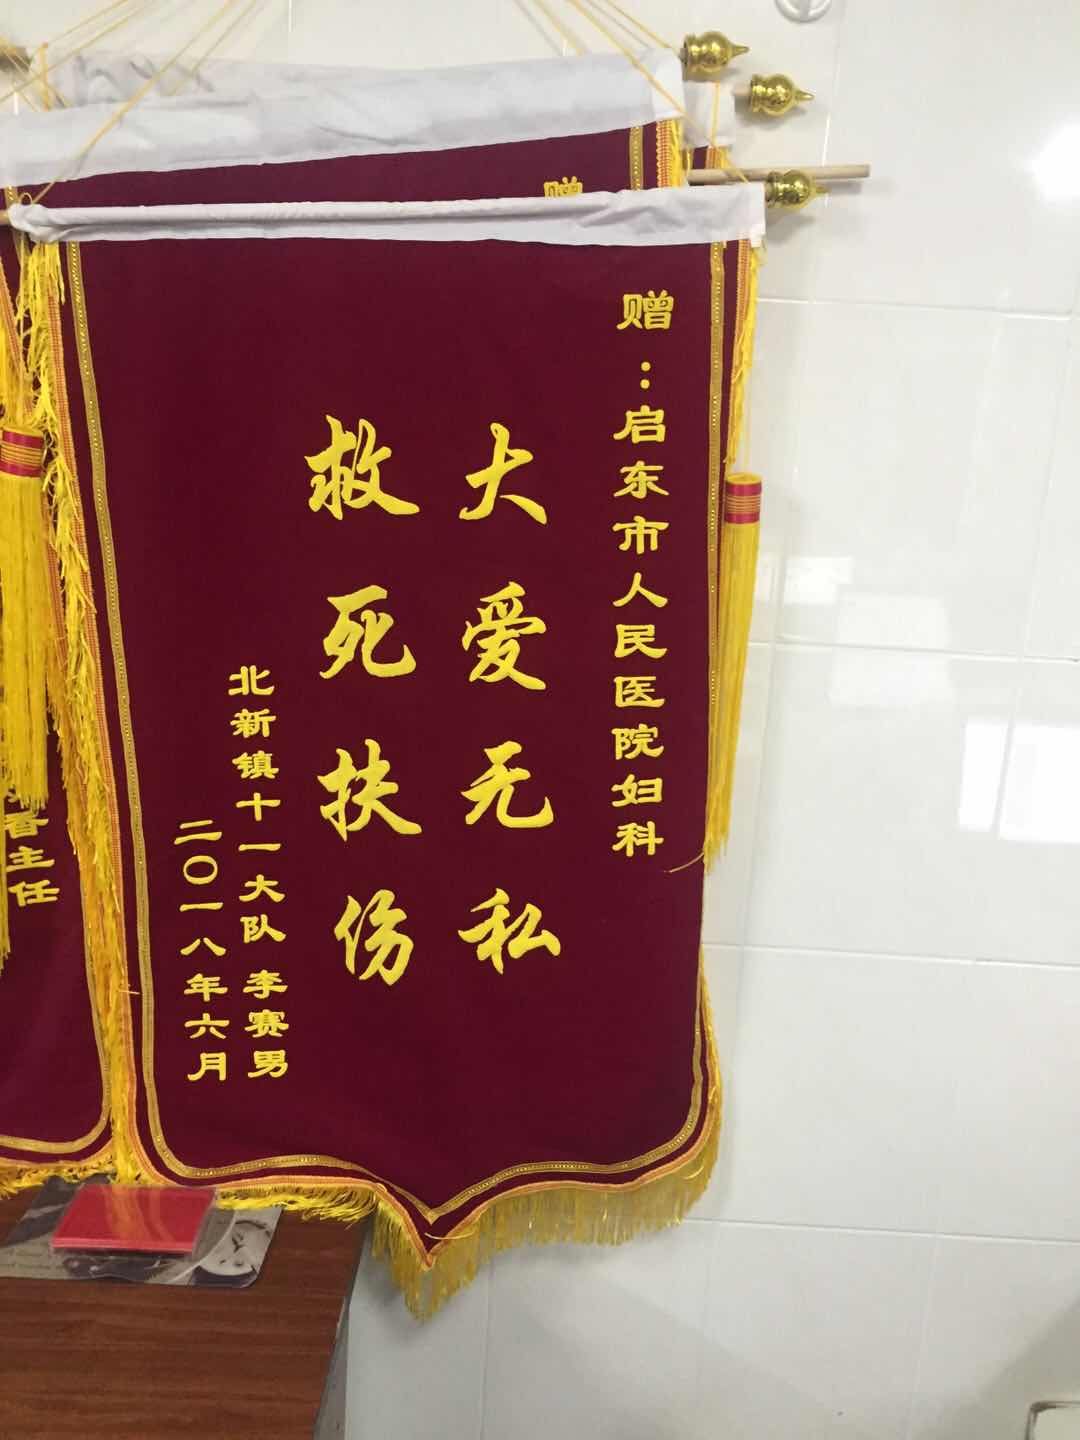 赠：启东市人民医院妇科
大爱无私
救死扶伤
北新镇十一大队 李赛男
二〇一八年六月
赠
香主任